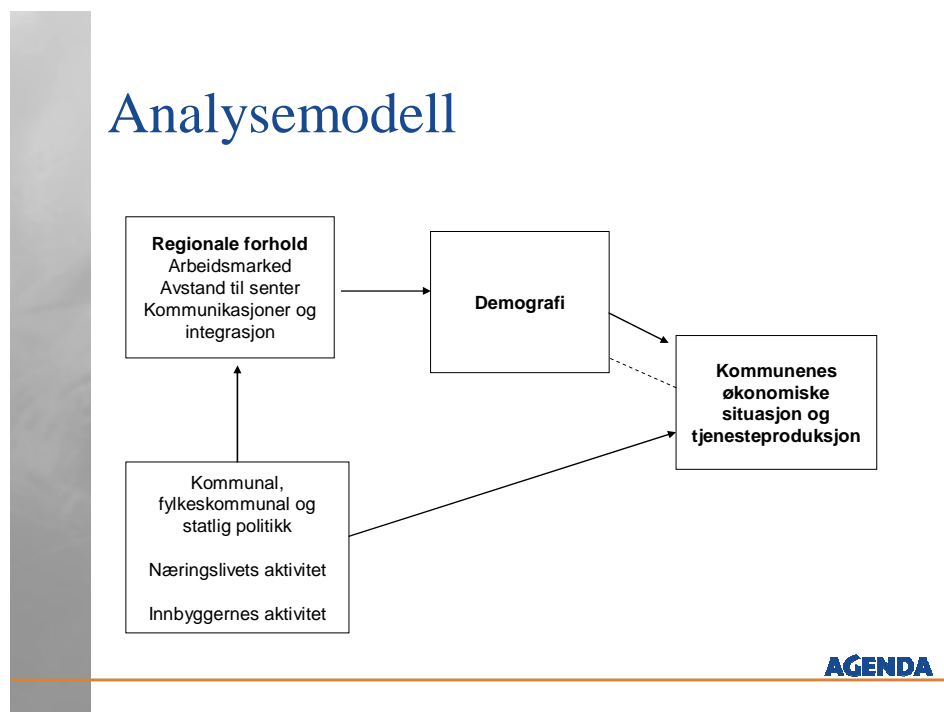 Analysemodell
Regionale forhold
Arbeidsmarked
Avstand til senter
Kommunikasjoner og
integrasjon
Demografi
Kommunenes
økonomiske
situasjon og
tjenesteproduksjon
Kommunal,
fylkeskommunal og
statlig politikk
Næringslivets aktivitet
Innbyggernes aktivitet
AGENDA